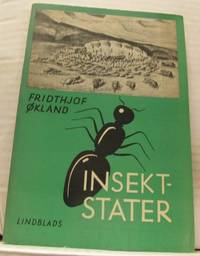 FRIDTHJOF
ØKLAND
INSEKT-
STATER
LINDBLADS